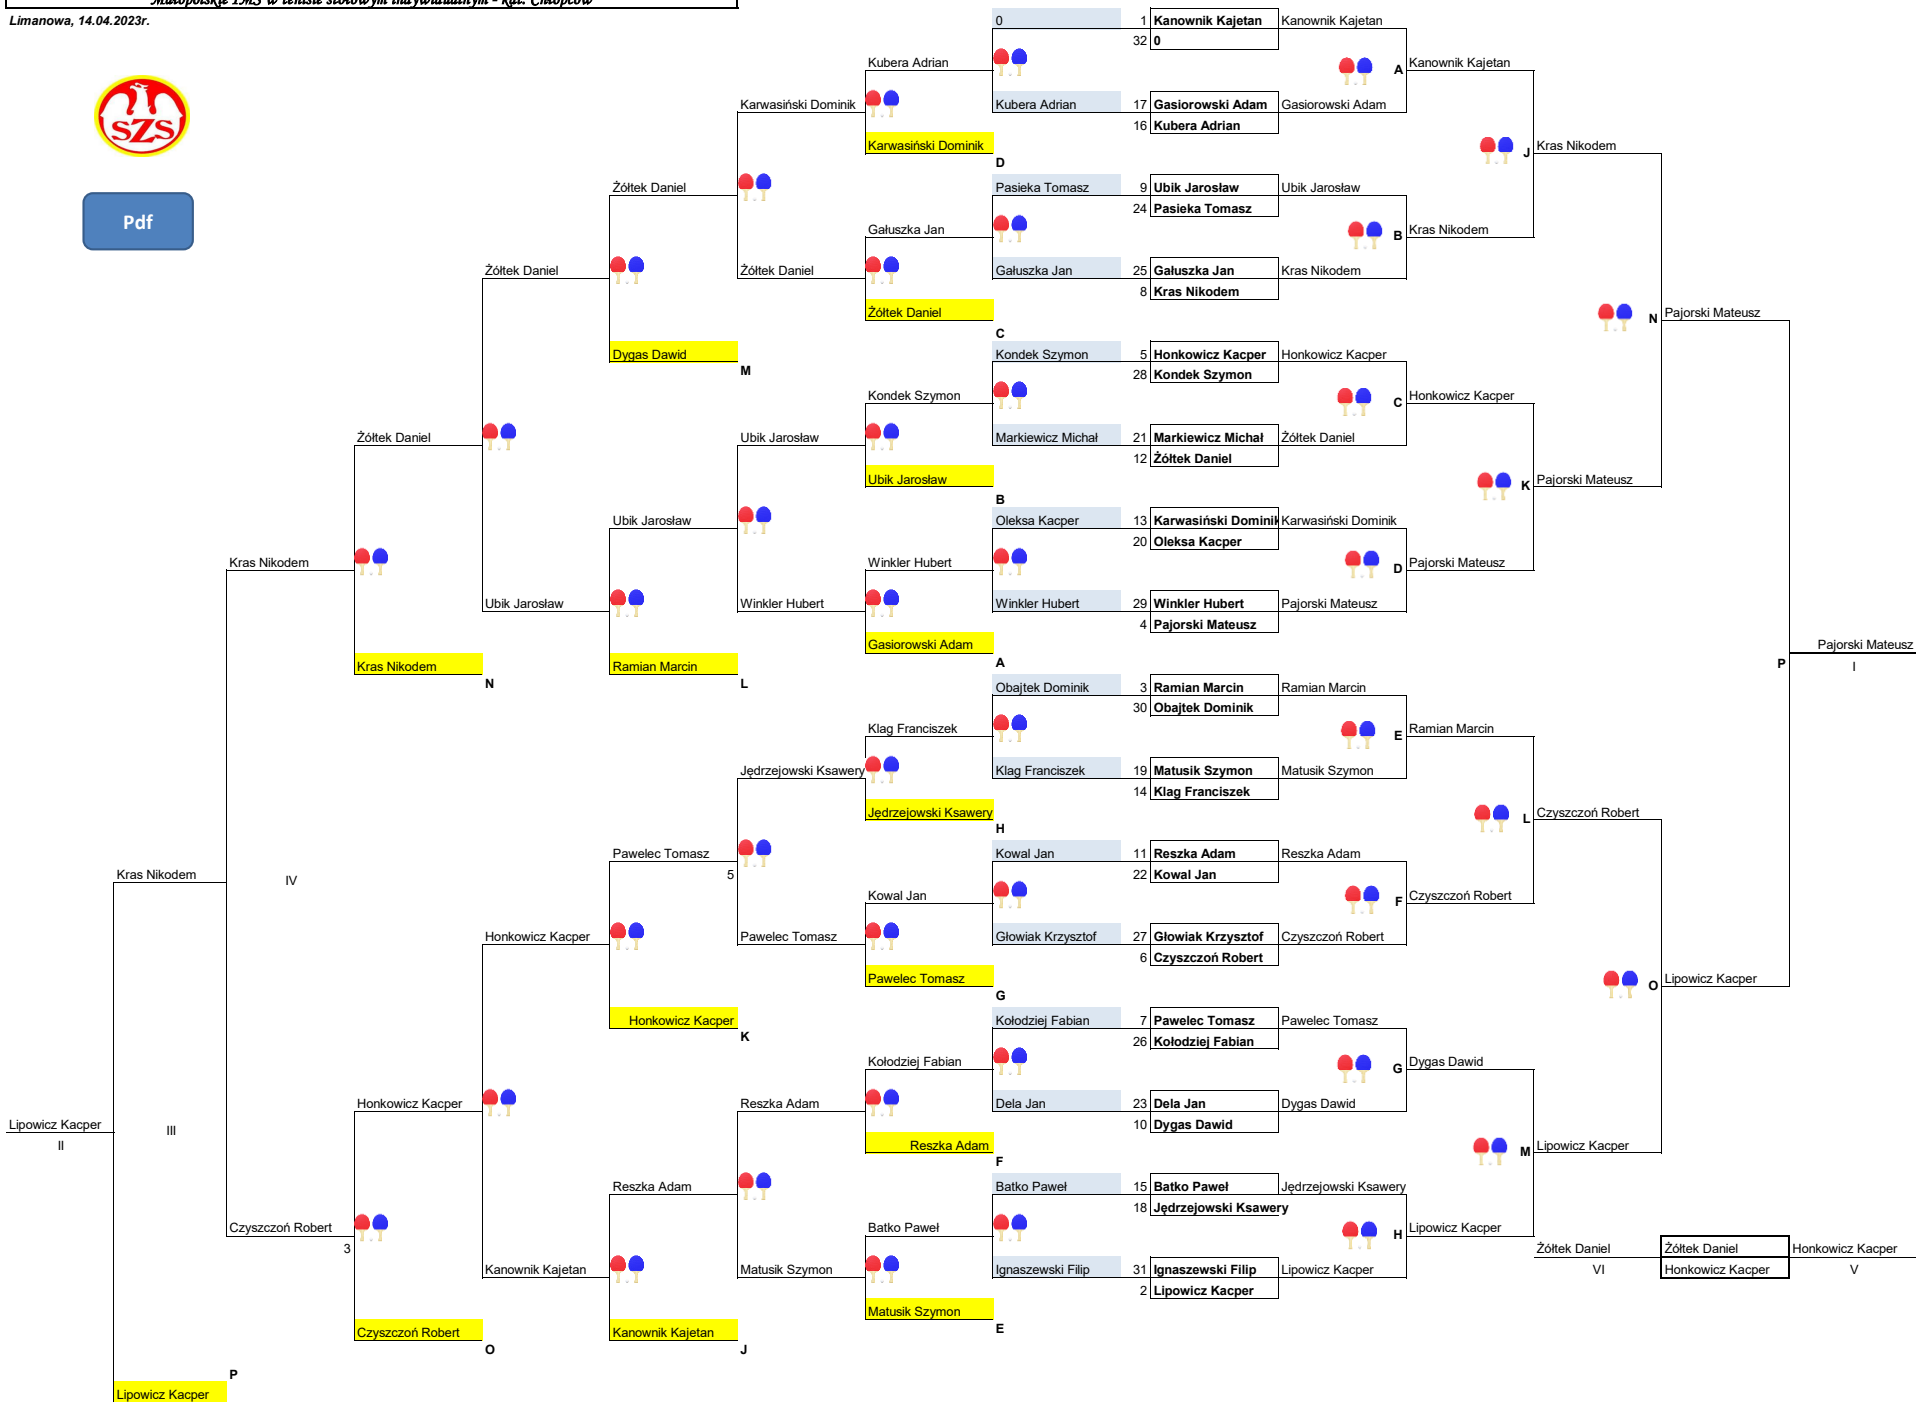 Małopolskie IMS w tenisie stołowym indywidualnym - kat. Chłopców
Limanowa, 14.04.2023r.
SZS
Pdf
0 1 Kanownik Kajetan Kanownik Kajetan
32 0
Kubera Adrian A Kanownik Kajetan
Karwasiński Dominik Kubera Adrian 17 Gasiorowski Adam Gasiorowski Adam
16 Kubera Adrian
Karwasiński Dominik J Kras Nikodem
D
Żółtek Daniel Pasieka Tomasz 9 Ubik Jarosław Ubik Jarosław
24 Pasieka Tomasz
Gałuszka Jan B Kras Nikodem
Żółtek Daniel Żółtek Daniel Gałuszka Jan 25 Gałuszka Jan Kras Nikodem
8 Kras Nikodem
Żółtek Daniel N Pajorski Mateusz
C
Dygas Dawid Kondek Szymon 5 Honkowicz Kacper Honkowicz Kacper
M 28 Kondek Szymon
Kondek Szymon C Honkowicz Kacper
Żółtek Daniel Ubik Jarosław Markiewicz Michał 21 Markiewicz Michał Żółtek Daniel
12 Żółtek Daniel
Ubik Jarosław K Pajorski Mateusz
B
Ubik Jarosław Oleksa Kacper 13 Karwasiński Dominik Karwasiński Dominik
20 Oleksa Kacper
Kras Nikodem Winkler Hubert D Pajorski Mateusz
Ubik Jarosław Winkler Hubert Winkler Hubert 29 Winkler Hubert Pajorski Mateusz
4 Pajorski Mateusz
Gasiorowski Adam Pajorski Mateusz
Kras Nikodem Ramian Marcin A P I
N L Obajtek Dominik 3 Ramian Marcin Ramian Marcin
30 Obajtek Dominik
Klag Franciszek E Ramian Marcin
Jędrzejowski Ksawery Klag Franciszek 19 Matusik Szymon Matusik Szymon
14 Klag Franciszek
Jędrzejowski Ksawery L Czyszczoń Robert
H
Pawelec Tomasz Kowal Jan 11 Reszka Adam Reszka Adam
Kras Nikodem IV 5 22 Kowal Jan
Kowal Jan F Czyszczoń Robert
Honkowicz Kacper Pawelec Tomasz Głowiak Krzysztof 27 Głowiak Krzysztof Czyszczoń Robert
6 Czyszczoń Robert
Pawelec Tomasz O Lipowicz Kacper
G
Honkowicz Kacper Kołodziej Fabian 7 Pawelec Tomasz Pawelec Tomasz
K 26 Kołodziej Fabian
Kołodziej Fabian G Dygas Dawid
Honkowicz Kacper Reszka Adam Dela Jan 23 Dela Jan Dygas Dawid
Lipowicz Kacper III 10 Dygas Dawid
II Reszka Adam M Lipowicz Kacper
F
Reszka Adam Batko Paweł 15 Batko Paweł Jędrzejowski Ksawery
18 Jędrzejowski Ksawery
Czyszczoń Robert Batko Paweł H Lipowicz Kacper
3 Żółtek Daniel Żółtek Daniel Honkowicz Kacper
Kanownik Kajetan Matusik Szymon Ignaszewski Filip 31 Ignaszewski Filip Lipowicz Kacper VI Honkowicz Kacper V
2 Lipowicz Kacper
Matusik Szymon
Czyszczoń Robert Kanownik Kajetan E
O J
P
Lipowicz Kacper